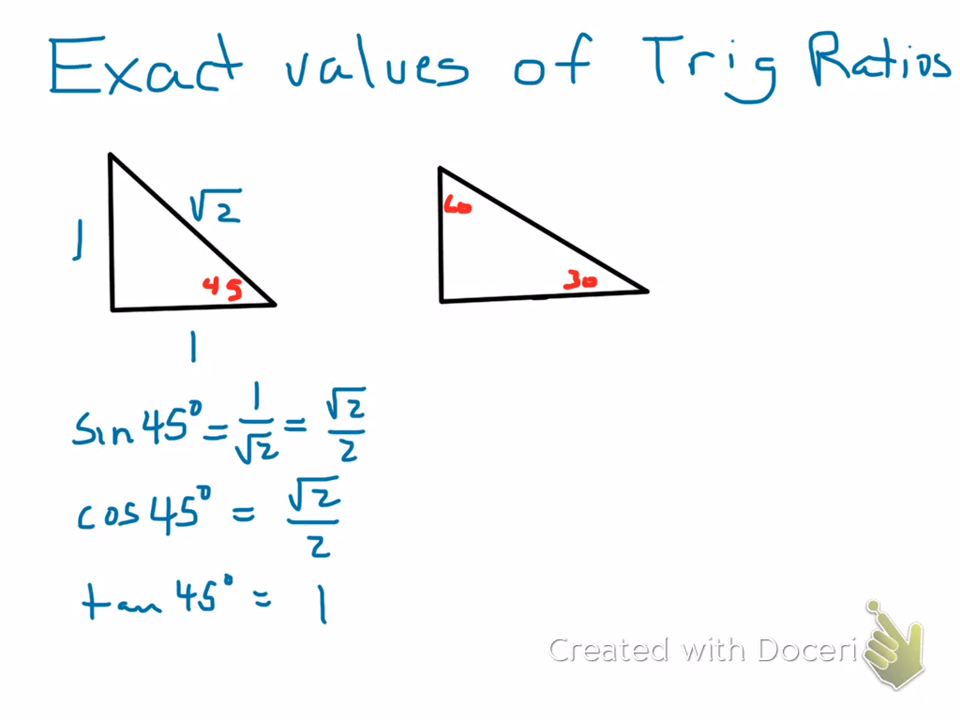 Exact values of Trig Ratios
1
√2
45
1
60
30
sin 45° = 1/√2 = √2/2
cos 45° = √2/2
tan 45° = 1
Created with Doceri